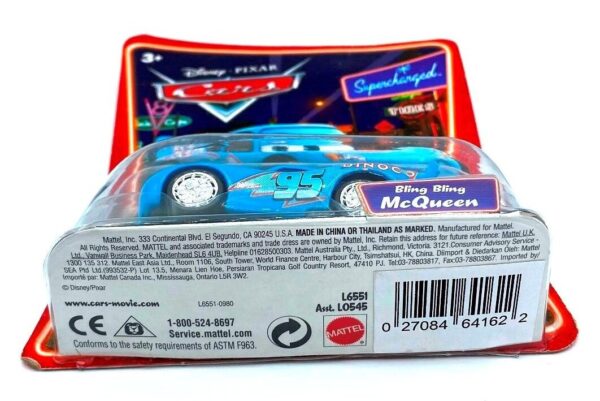 3+
Disney · PIXAR
Cars
Supercharged
DINOCO
95
Bling Bling
McQueen
Mattel, Inc. 333 Continental Blvd. El Segundo, CA 90245 U.S.A. MADE IN CHINA OR THAILAND AS MARKED. Manufactured for Mattel.
All Rights Reserved. MATTEL and associated trademarks and trade dress are owned by Mattel, Inc. Retain this address for future reference: Mattel U.K.
Ltd., Vanwall Business Park, Maidenhead SL6 4UB. Helpline 01628500303. Mattel Australia Pty., Ltd., Richmond, Victoria. 3121.Consumer Advisory Service -
1300 135 312. Mattel East Asia Ltd., Room 1106, South Tower, World Finance Centre, Harbour City, Tsimshatsui, HK, China. Diimport & Diedarkan Oleh: Mattel
SEA Ptd Ltd.(993532-P) Lot 13.5, Menara Lien Hoe, Persiaran Tropicana Golf Country Resort, 47410 PJ. Tel:03-78803817, Fax:03-78803867.
Imported by: Mattel Canada Inc., Mississauga, Ontario L5R 3W2.
© Disney/Pixar
www.cars-movie.com
L6551-0980
CE
1-800-524-8697
Service.mattel.com
Conforms to the safety requirements of ASTM F963.
L6551
Asst. L0545
MATTEL
0 27084 64162 2